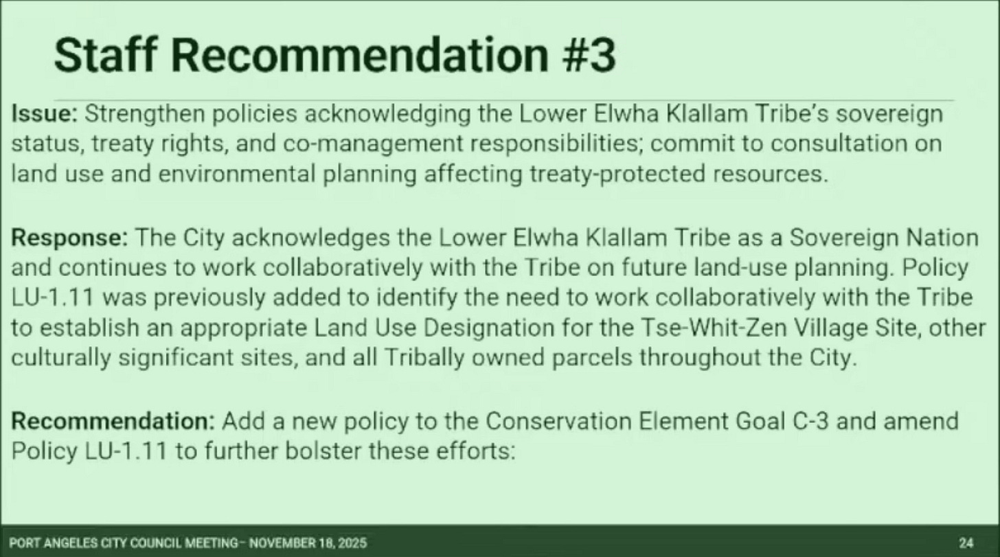 Staff Recommendation #3
Issue: Strengthen policies acknowledging the Lower Elwha Klallam Tribe’s sovereign
status, treaty rights, and co-management responsibilities; commit to consultation on
land use and environmental planning affecting treaty-protected resources.
Response: The City acknowledges the Lower Elwha Klallam Tribe as a Sovereign Nation
and continues to work collaboratively with the Tribe on future land-use planning. Policy
LU-1.11 was previously added to identify the need to work collaboratively with the Tribe
to establish an appropriate Land Use Designation for the Tse-Whit-Zen Village Site, other
culturally significant sites, and all Tribally owned parcels throughout the City.
Recommendation: Add a new policy to the Conservation Element Goal C-3 and amend
Policy LU-1.11 to further bolster these efforts:
PORT ANGELES CITY COUNCIL MEETING– NOVEMBER 18, 2025
24